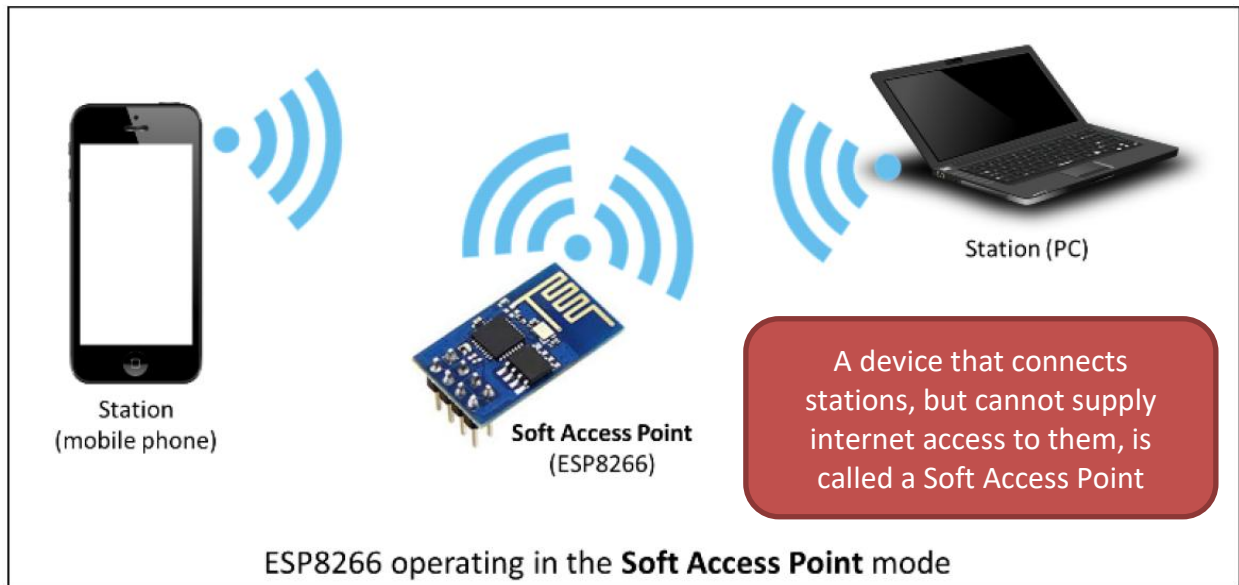 Station (PC)
Station
(mobile phone)
Soft Access Point
(ESP8266)
A device that connects
stations, but cannot supply
internet access to them, is
called a Soft Access Point
ESP8266 operating in the Soft Access Point mode